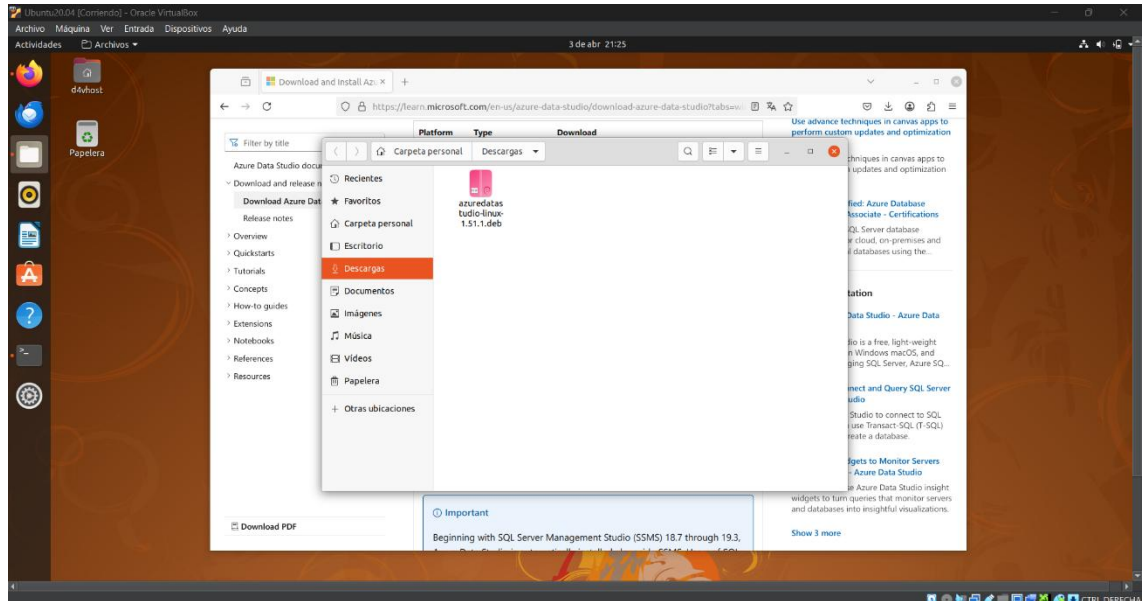 Ubuntu20.04 [Corriendo] - Oracle VirtualBox
Archivo Máquina Ver Entrada Dispositivos Ayuda
Actividades Archivos 3 de abr 21:25
d4vhost
Papelera
Download and Install Azu
https://learn.microsoft.com/en-us/azure-data-studio/download-azure-data-studio?tabs=w
Filter by title
Azure Data Studio docu
Download and release n
Download Azure Dat
Release notes
Overview
Quickstarts
Tutorials
Concepts
How-to guides
Extensions
Notebooks
References
Resources
Download PDF
Platform Type Download
Carpeta personal Descargas
Recientes
Favoritos
Carpeta personal
Escritorio
Descargas
Documentos
Imágenes
Música
Vídeos
Papelera
+ Otras ubicaciones
azuredatas
tudio-linux-
1.51.1.deb
Important
Beginning with SQL Server Management Studio (SSMS) 18.7 through 19.3,
Use advance techniques in canvas apps to
perform custom updates and optimization
chniques in canvas apps to
updates and optimization
fied: Azure Database
Associate - Certifications
SQL Server database
r cloud, on-premises and
l databases using the...
tation
Data Studio - Azure Data
dio is a free, light-weight
n Windows macOS, and
ging SQL Server, Azure SQ...
nnect and Query SQL Server
udio
Studio to connect to SQL
use Transact-SQL (T-SQL)
reate a database.
dgets to Monitor Servers
- Azure Data Studio
e Azure Data Studio insight
widgets to turn queries that monitor servers
and databases into insightful visualizations.
Show 3 more
CTRL DERECHA